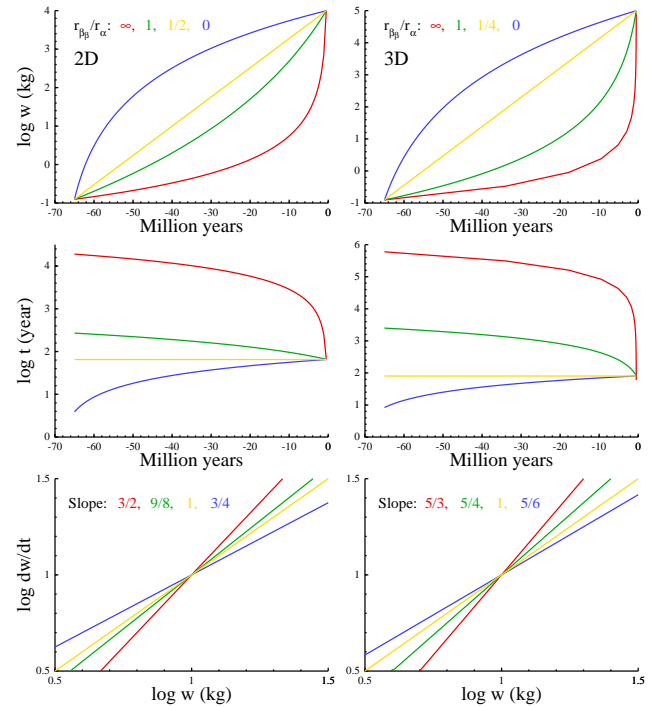 r_ββ/r_α: ∞, 1, 1/2, 0
2D
log w (kg)
4
3
2
1
0
-1
-70 -60 -50 -40 -30 -20 -10 0
Million years
r_ββ/r_α: ∞, 1, 1/4, 0
3D
5
4
3
2
1
0
-1
-70 -60 -50 -40 -30 -20 -10 0
Million years
log t (year)
4
3
2
1
0
-70 -60 -50 -40 -30 -20 -10 0
Million years
6
5
4
3
2
1
0
-70 -60 -50 -40 -30 -20 -10 0
Million years
Slope: 3/2, 9/8, 1, 3/4
log dw/dt
1.5
1
0.5
0.5 1 1.5
log w (kg)
Slope: 5/3, 5/4, 1, 5/6
1.5
1
0.5
0.5 1 1.5
log w (kg)